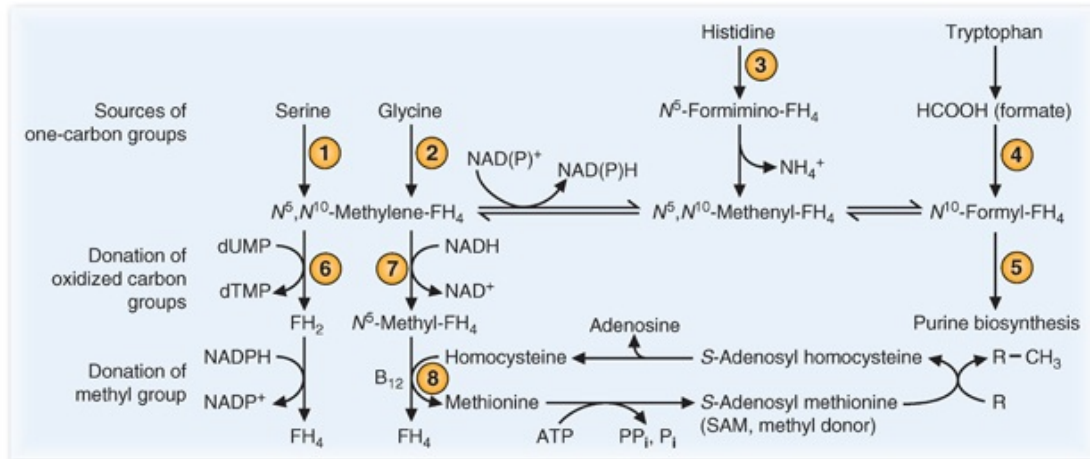 Histidine
Tryptophan
3
Sources of
one-carbon groups
Serine
Glycine
N⁵-Formimino-FH₄
HCOOH (formate)
1
2
NAD(P)⁺
NAD(P)H
NH₄⁺
4
N⁵,N¹⁰-Methylene-FH₄
N⁵,N¹⁰-Methenyl-FH₄
N¹⁰-Formyl-FH₄
Donation of
oxidized carbon
groups
dUMP
6
dTMP
7
NADH
NAD⁺
5
FH₂
N⁵-Methyl-FH₄
Purine biosynthesis
Donation of
methyl group
NADPH
NADP⁺
B₁₂
8
Homocysteine
Adenosine
S-Adenosyl homocysteine
R–CH₃
Methionine
S-Adenosyl methionine
(SAM, methyl donor)
R
FH₄
FH₄
ATP
PPᵢ, Pᵢ